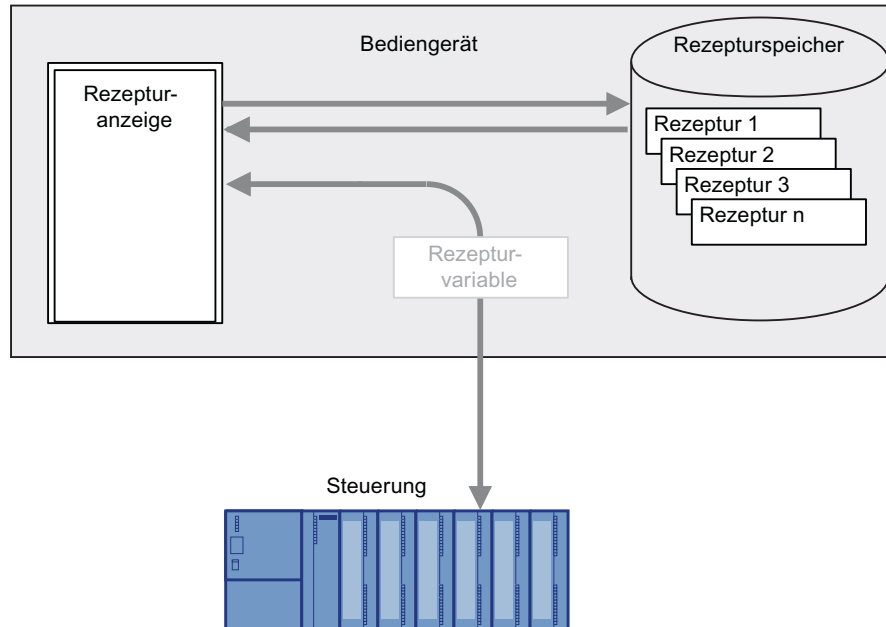 Bediengerät
Rezepturspeicher
Rezeptur-
anzeige
Rezeptur 1
Rezeptur 2
Rezeptur 3
Rezeptur n
Rezeptur-
variable
Steuerung